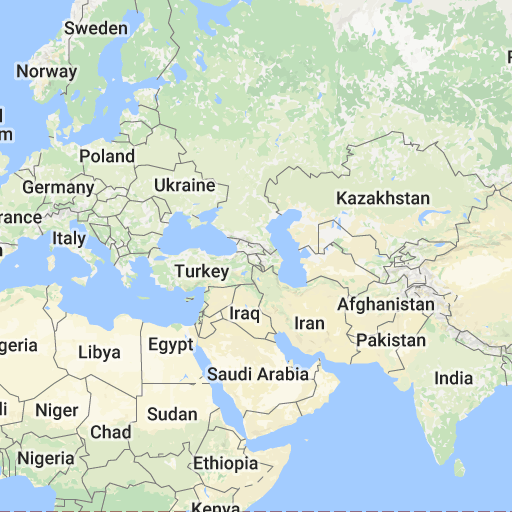 Sweden
Norway
m
Poland
Germany
Ukraine
Kazakhstan
rance
Italy
Turkey
Afghanistan
Iraq
Iran
Pakistan
geria
Libya
Egypt
Saudi Arabia
India
Niger
Sudan
Chad
Nigeria
Ethiopia
Kenya